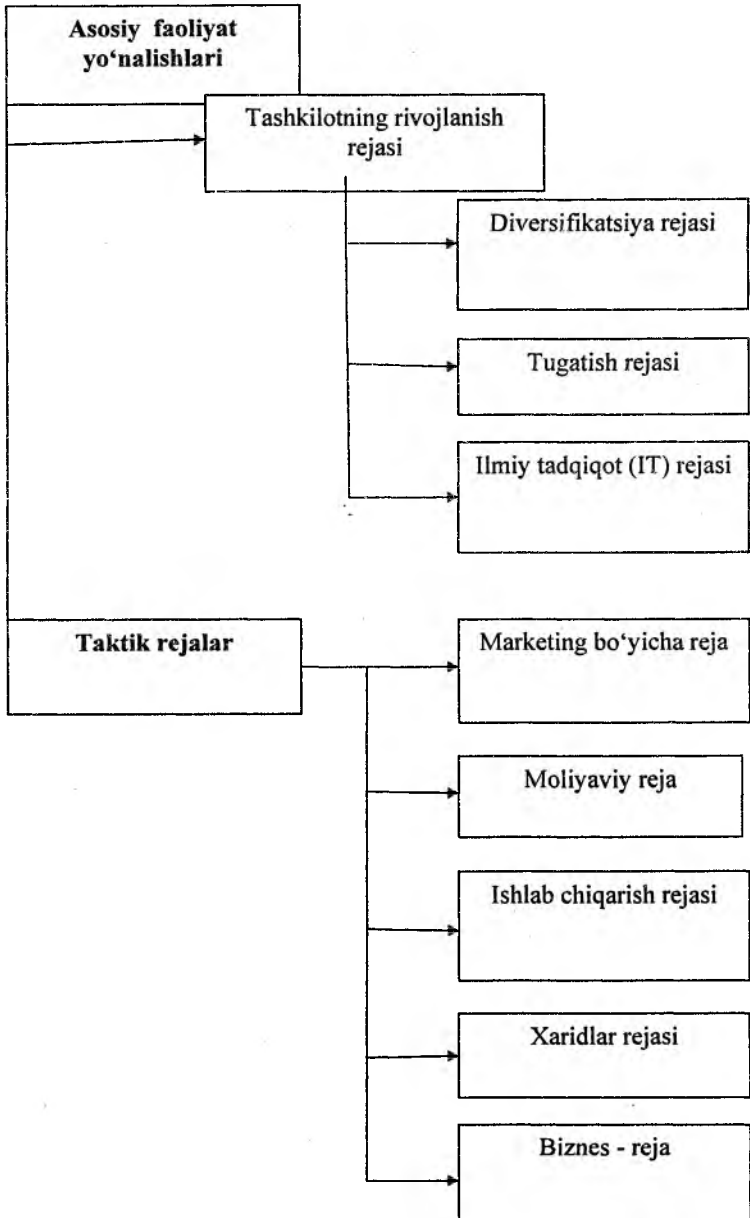 Asosiy faoliyat
yo‘nalishlari
Tashkilotning rivojlanish
rejasi
Diversifikatsiya rejasi
Tugatish rejasi
Ilmiy tadqiqot (IT) rejasi
Taktik rejalar
Marketing bo‘yicha reja
Moliyaviy reja
Ishlab chiqarish rejasi
Xaridlar rejasi
Biznes - reja